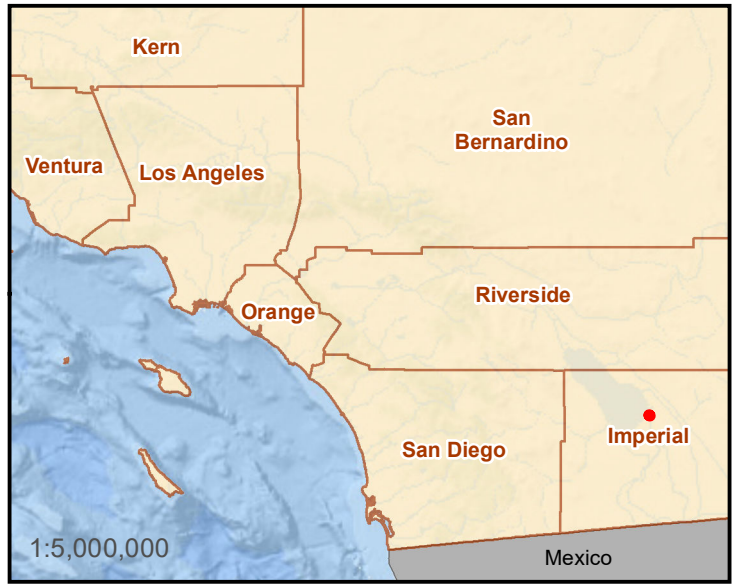 Kern
San
Bernardino
Ventura
Los Angeles
Riverside
Orange
Imperial
San Diego
1:5,000,000
Mexico